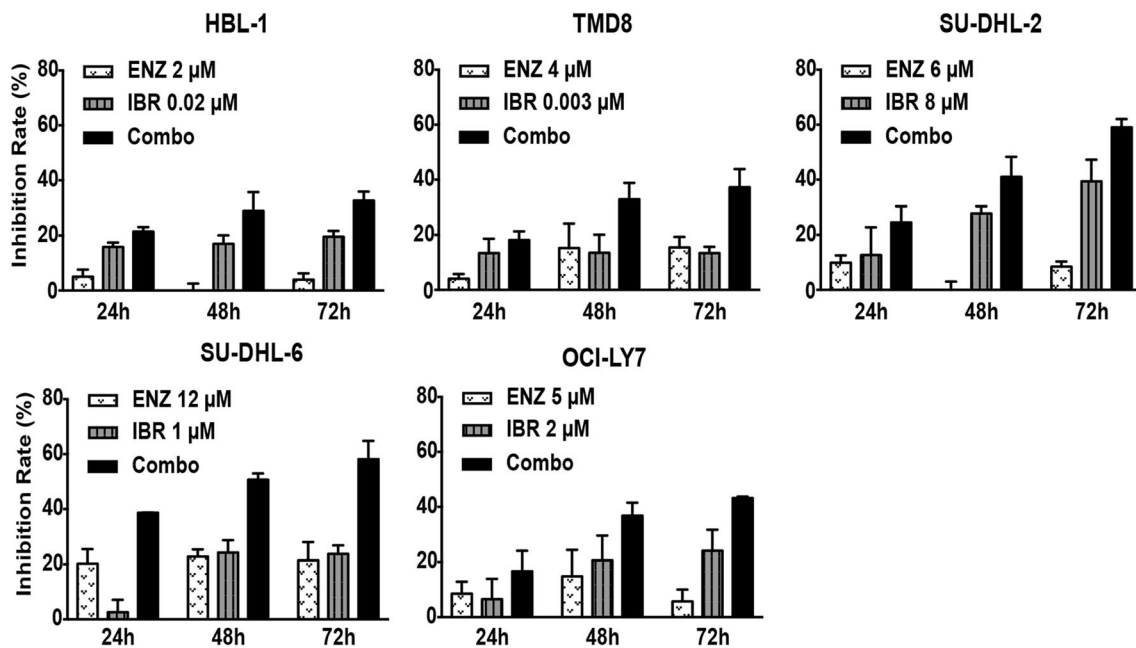 HBL-1
Inhibition Rate (%)
80
60
40
20
0
ENZ 2 µM
IBR 0.02 µM
Combo
24h 48h 72h
TMD8
80
60
40
20
0
ENZ 4 µM
IBR 0.003 µM
Combo
24h 48h 72h
SU-DHL-2
80
60
40
20
0
ENZ 6 µM
IBR 8 µM
Combo
24h 48h 72h
SU-DHL-6
Inhibition Rate (%)
80
60
40
20
0
ENZ 12 µM
IBR 1 µM
Combo
24h 48h 72h
OCI-LY7
80
60
40
20
0
ENZ 5 µM
IBR 2 µM
Combo
24h 48h 72h